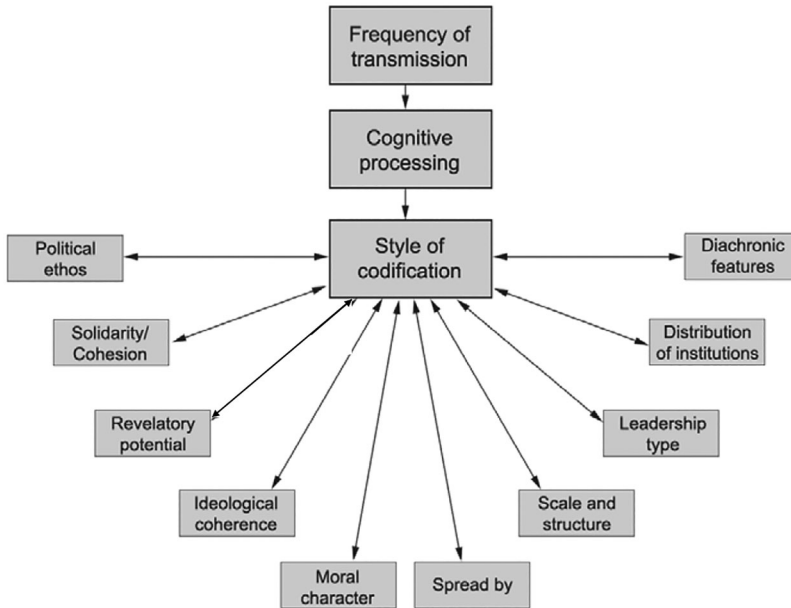 Frequency of
transmission
Cognitive
processing
Style of
codification
Political
ethos
Diachronic
features
Solidarity/
Cohesion
Distribution
of institutions
Revelatory
potential
Leadership
type
Ideological
coherence
Scale and
structure
Moral
character
Spread by